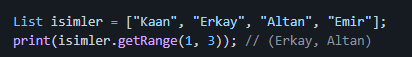 List isimler = ["Kaan", "Erkay", "Altan", "Emir"];
print(isimler.getRange(1, 3)); // (Erkay, Altan)